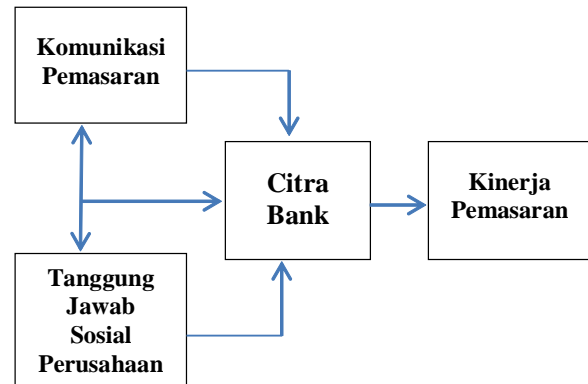 Komunikasi
Pemasaran
Citra
Bank
Kinerja
Pemasaran
Tanggung
Jawab
Sosial
Perusahaan